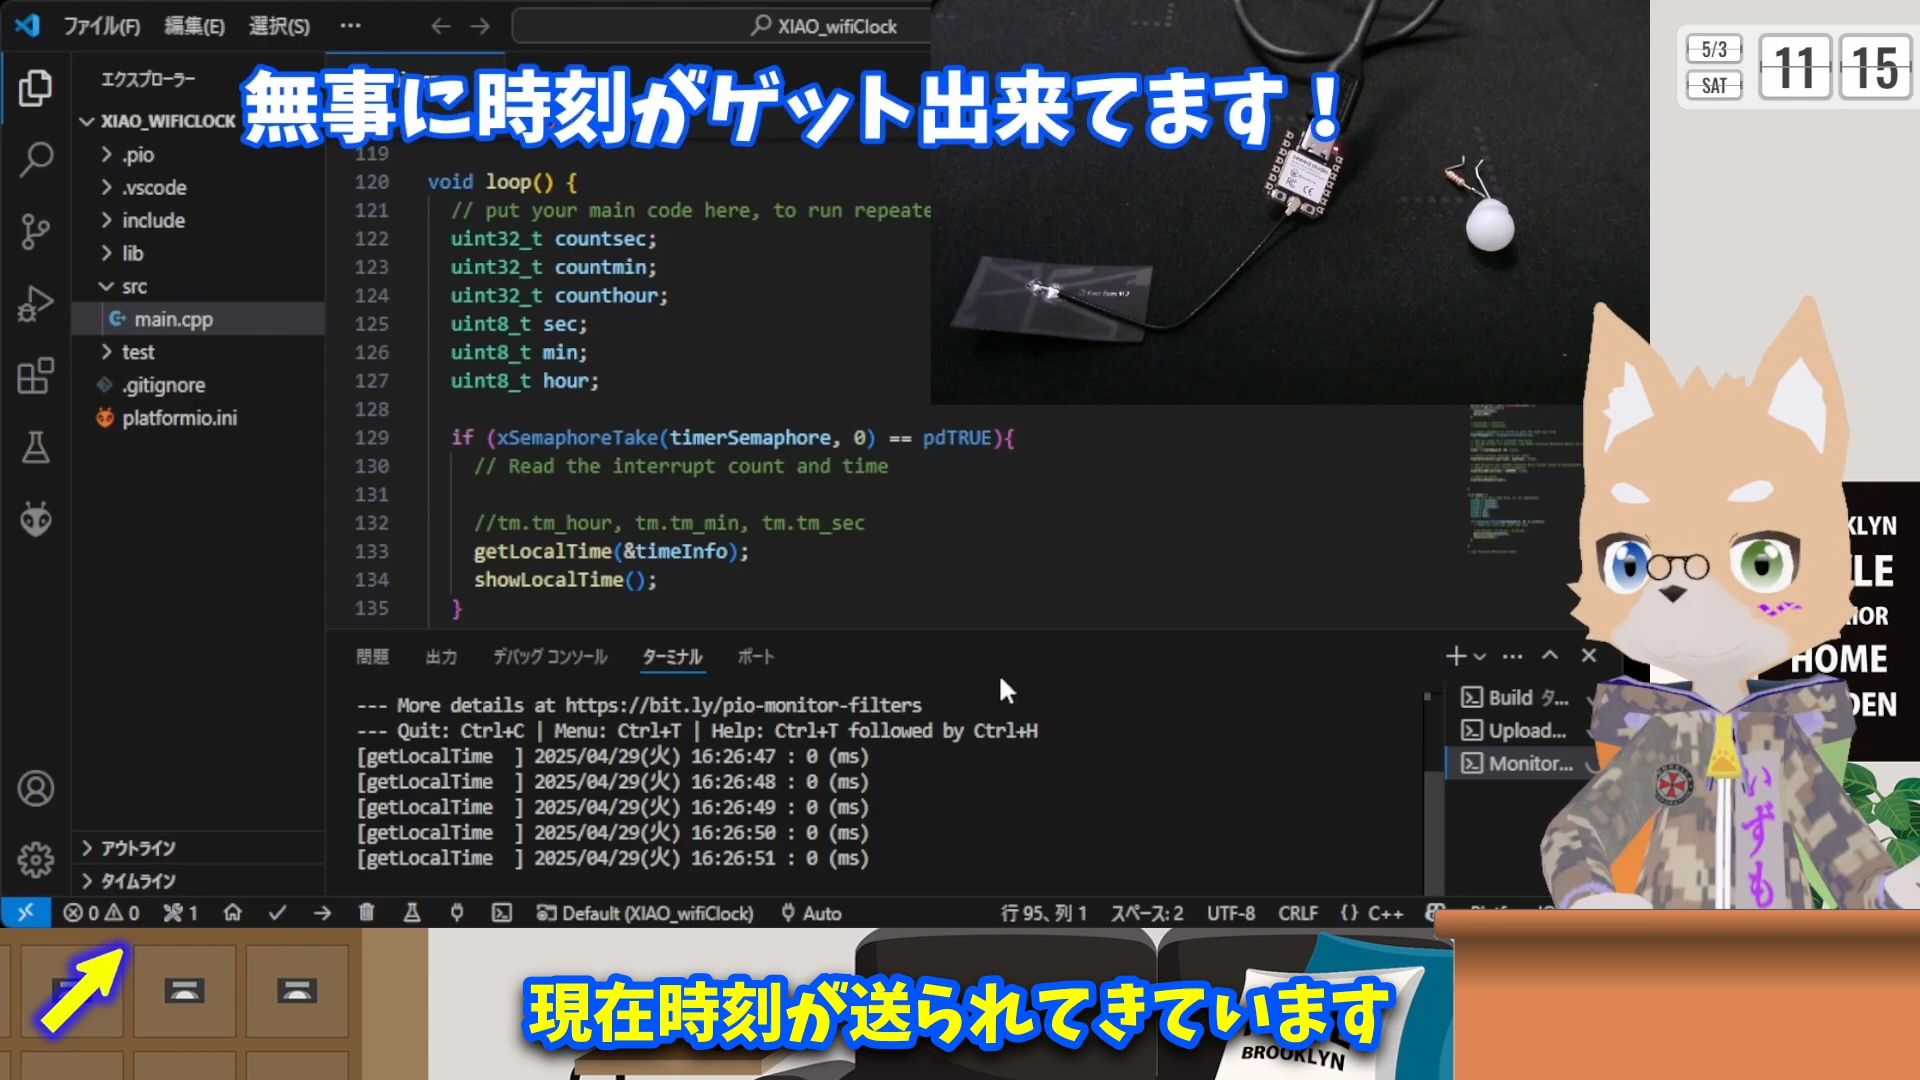 ファイル(F) 編集(E) 選択(S) … XIAO_wifiClock
5/3
SAT
11 15
エクスプローラー
無事に時刻がゲット出来てます！
XIAO_WIFICLOCK
.pio
.vscode
include
lib
src
main.cpp
test
.gitignore
platformio.ini
アウトライン
タイムライン
119
120 void loop() {
121 // put your main code here, to run repeate
122 uint32_t countsec;
123 uint32_t countmin;
124 uint32_t counthour;
125 uint8_t sec;
126 uint8_t min;
127 uint8_t hour;
128
129 if (xSemaphoreTake(timerSemaphore, 0) == pdTRUE){
130 // Read the interrupt count and time
131
132 //tm.tm_hour, tm.tm_min, tm.tm_sec
133 getLocalTime(&timeInfo);
134 showLocalTime();
135 }
問題 出力 デバッグ コンソール ターミナル ポート
--- More details at https://bit.ly/pio-monitor-filters
--- Quit: Ctrl+C | Menu: Ctrl+T | Help: Ctrl+T followed by Ctrl+H
[getLocalTime  ] 2025/04/29(火) 16:26:47 : 0 (ms)
[getLocalTime  ] 2025/04/29(火) 16:26:48 : 0 (ms)
[getLocalTime  ] 2025/04/29(火) 16:26:49 : 0 (ms)
[getLocalTime  ] 2025/04/29(火) 16:26:50 : 0 (ms)
[getLocalTime  ] 2025/04/29(火) 16:26:51 : 0 (ms)
Build タ...
Upload...
Monitor...
0 0 1 Default (XIAO_wifiClock) Auto 行 95、列 1 スペース: 2 UTF-8 CRLF {} C++
seeed studio
KLYN
LE
IOR
HOME
DEN
いずも
現在時刻が送られてきています
BROOKLYN